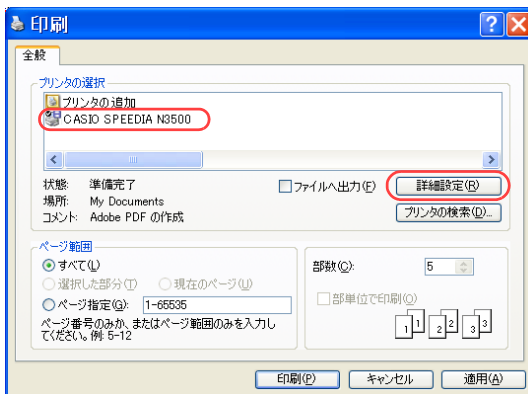 印刷
全般
プリンタの選択
プリンタの追加
CASIO SPEEDIA N3500
状態: 準備完了
ファイルへ出力(F)
詳細設定(R)
場所: My Documents
プリンタの検索(D)...
コメント: Adobe PDF の作成
ページ範囲
すべて(L)
選択した部分(T) 現在のページ(U)
ページ指定(G): 1-65535
ページ番号のみか、またはページ範囲のみを入力し
てください。例: 5-12
部数(C): 5
部単位で印刷(O)
1 1 2 2 3 3
印刷(P) キャンセル 適用(A)